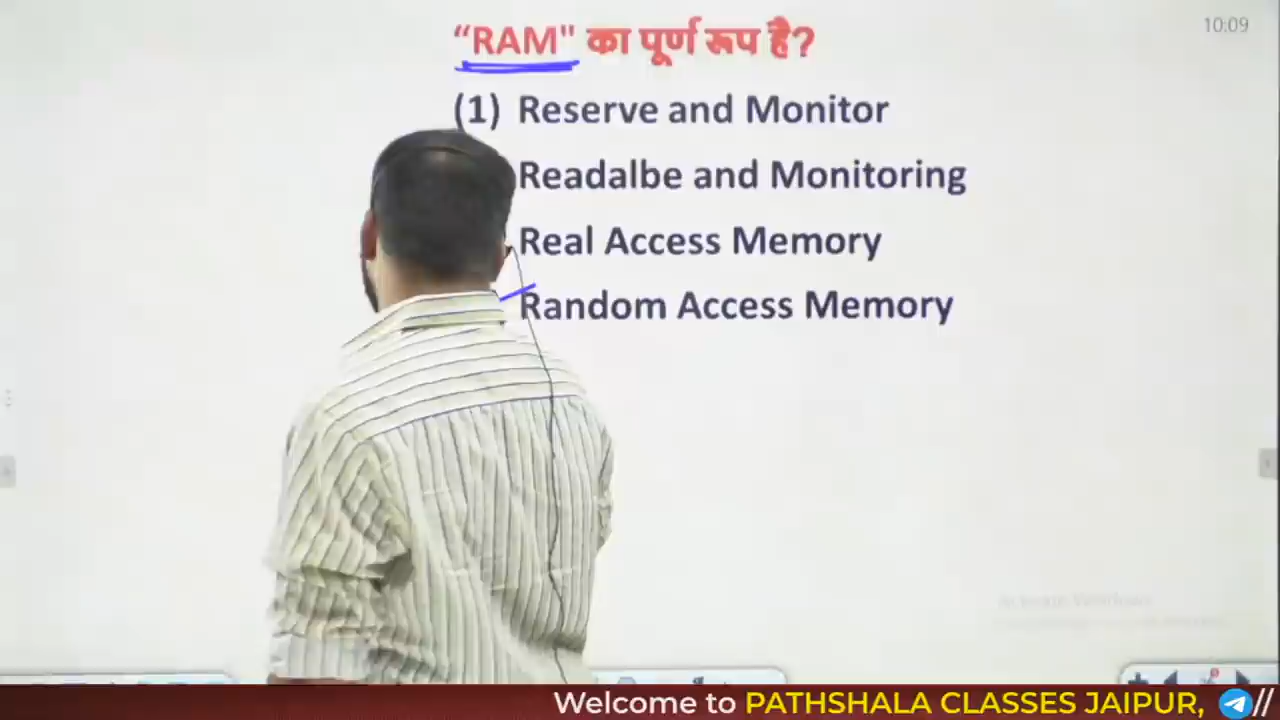 10:09
“RAM" का पूर्ण रूप है?
(1) Reserve and Monitor
Readalbe and Monitoring
Real Access Memory
Random Access Memory
Welcome to PATHSHALA CLASSES JAIPUR, //